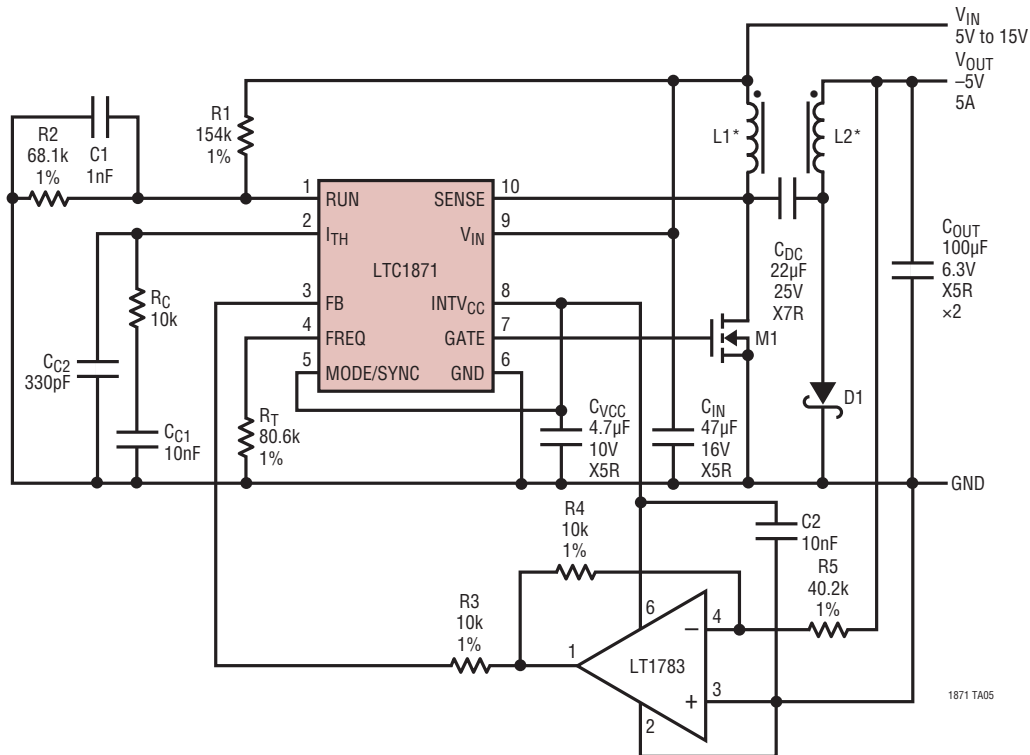 VIN
5V to 15V
VOUT
–5V
5A
R1
154k
1%
R2
68.1k
1%
C1
1nF
L1*
L2*
1
RUN
2
ITH
3
FB
4
FREQ
5
MODE/SYNC
LTC1871
SENSE
10
VIN
9
INTVCC
8
GATE
7
GND
6
RC
10k
CC2
330pF
CC1
10nF
RT
80.6k
1%
CDC
22µF
25V
X7R
M1
D1
COUT
100µF
6.3V
X5R
×2
CVCC
4.7µF
10V
X5R
CIN
47µF
16V
X5R
GND
R4
10k
1%
C2
10nF
R5
40.2k
1%
R3
10k
1%
1
6
4
–
LT1783
+
3
2
1871 TA05